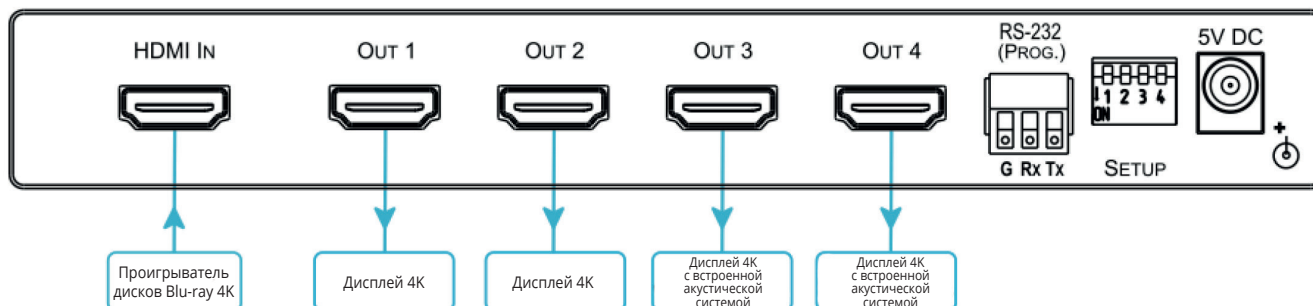 HDMI IN
OUT 1
OUT 2
OUT 3
OUT 4
RS-232
(PROG.)
5V DC
1 2 3 4
ON
G Rx Tx
SETUP
+
Проигрыватель
дисков Blu-ray 4K
Дисплей 4K
Дисплей 4K
Дисплей 4K
с встроенной
акустической
системой
Дисплей 4K
с встроенной
акустической
системой